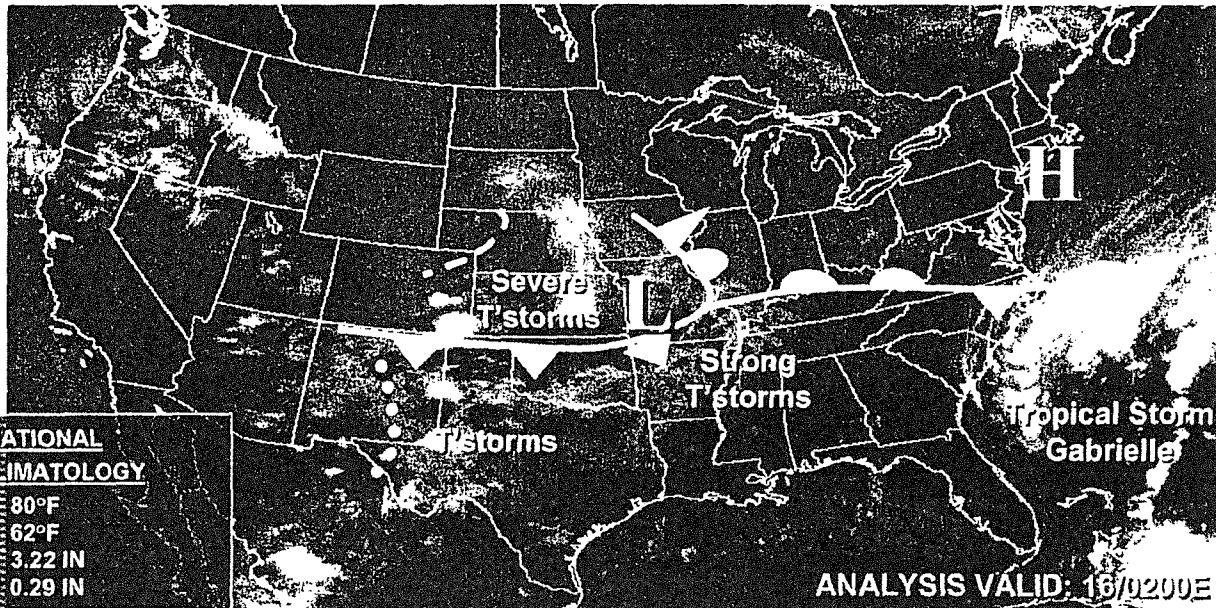 H
Severe
T'storms
L
Strong
T'storms
T'storms
Tropical Storm
Gabrielle
ATIONAL
IMATOLOGY
80°F
62°F
3.22 IN
0.29 IN
ANALYSIS VALID: 16/0200E